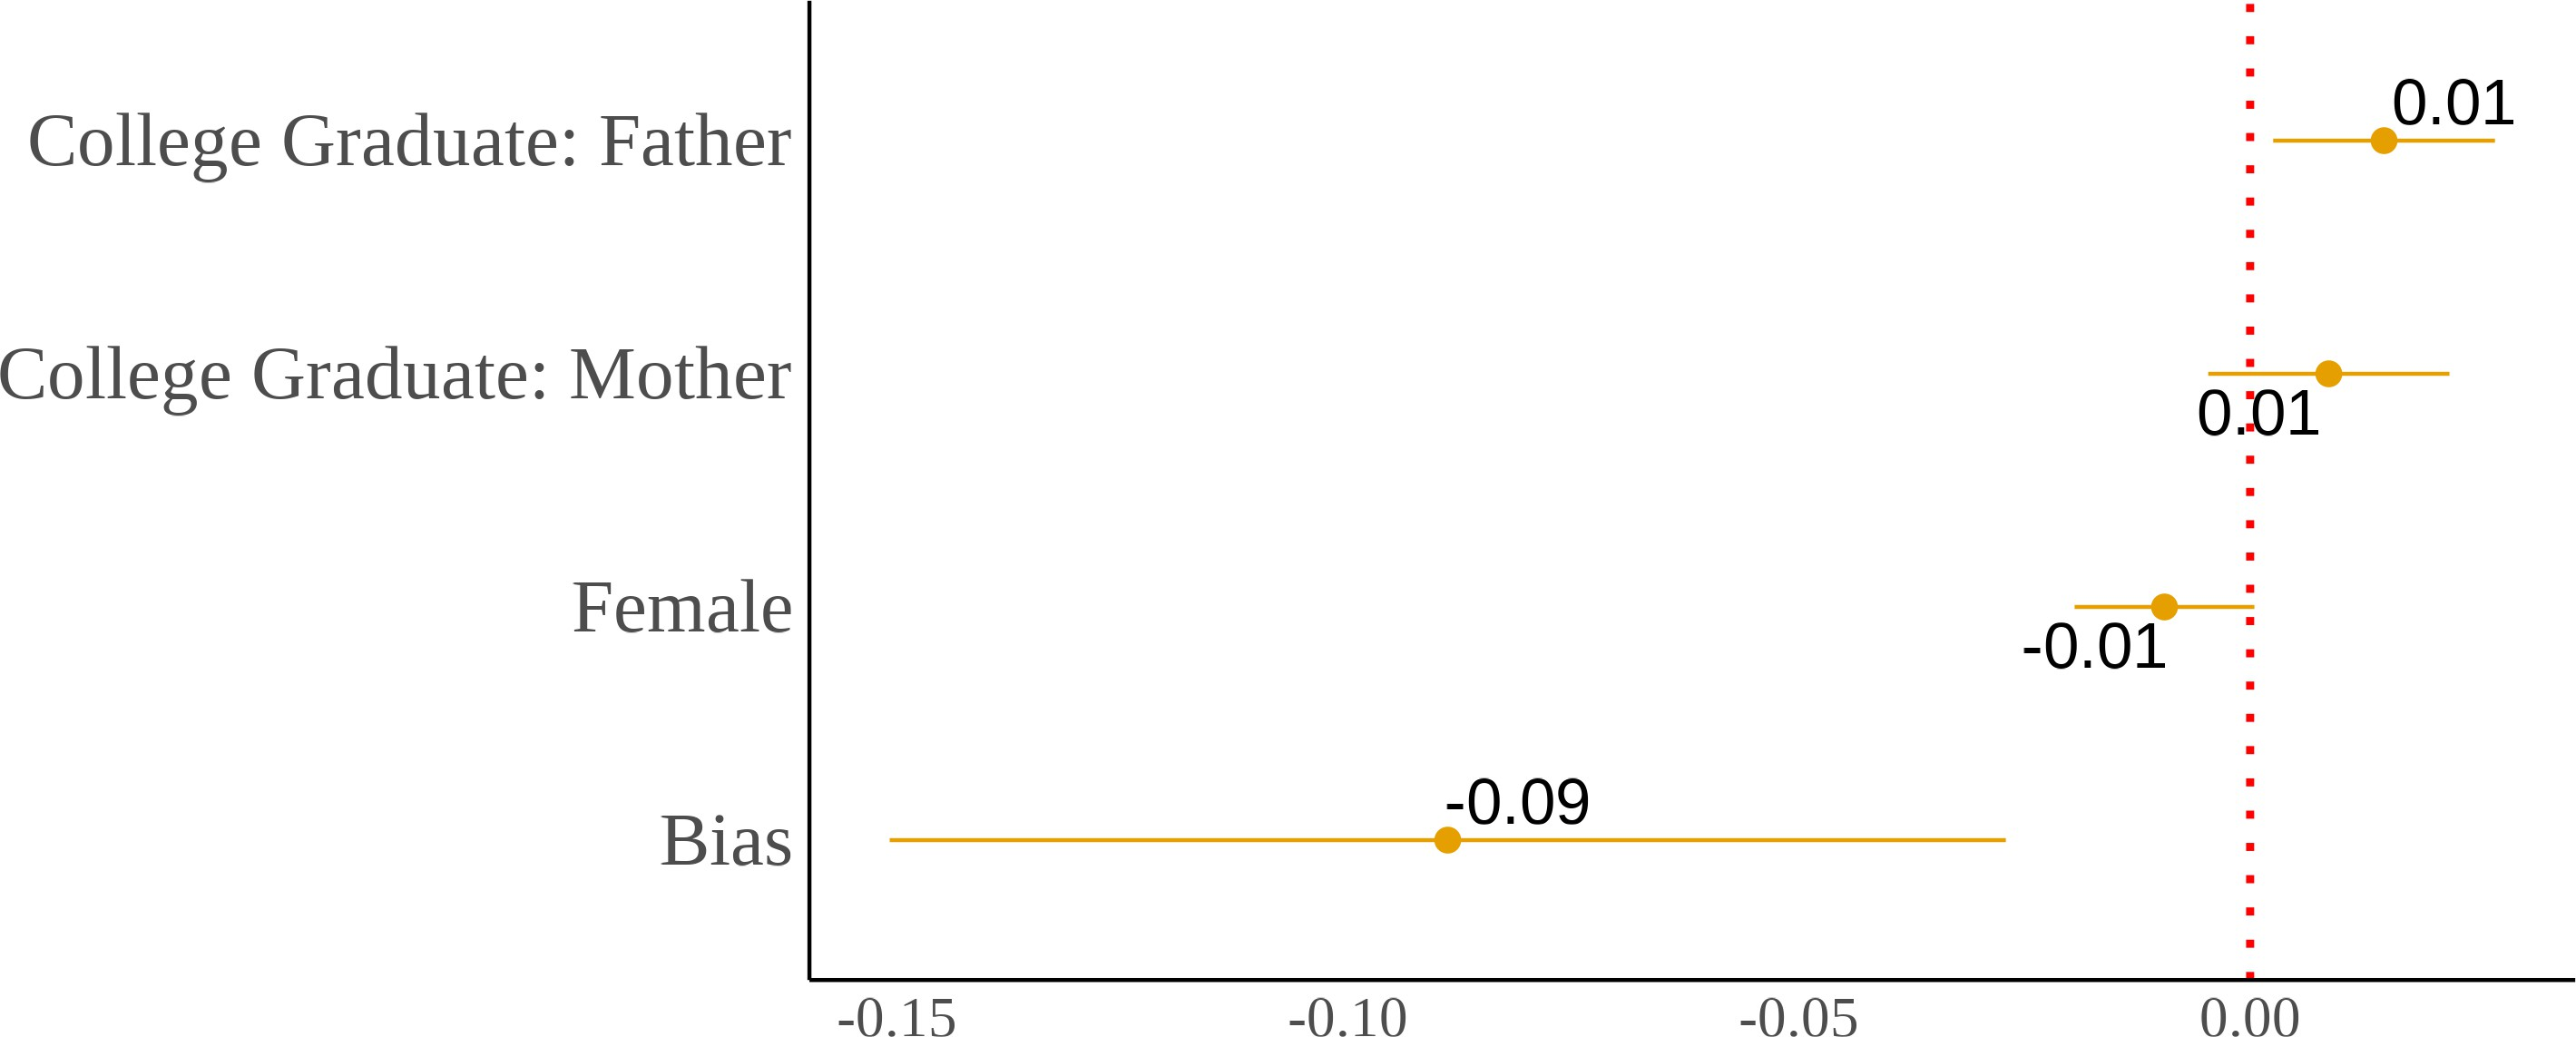 0.01
College Graduate: Father
College Graduate: Mother
0.01
Female
-0.01
-0.09
Bias
-0.15 -0.10 -0.05 0.00